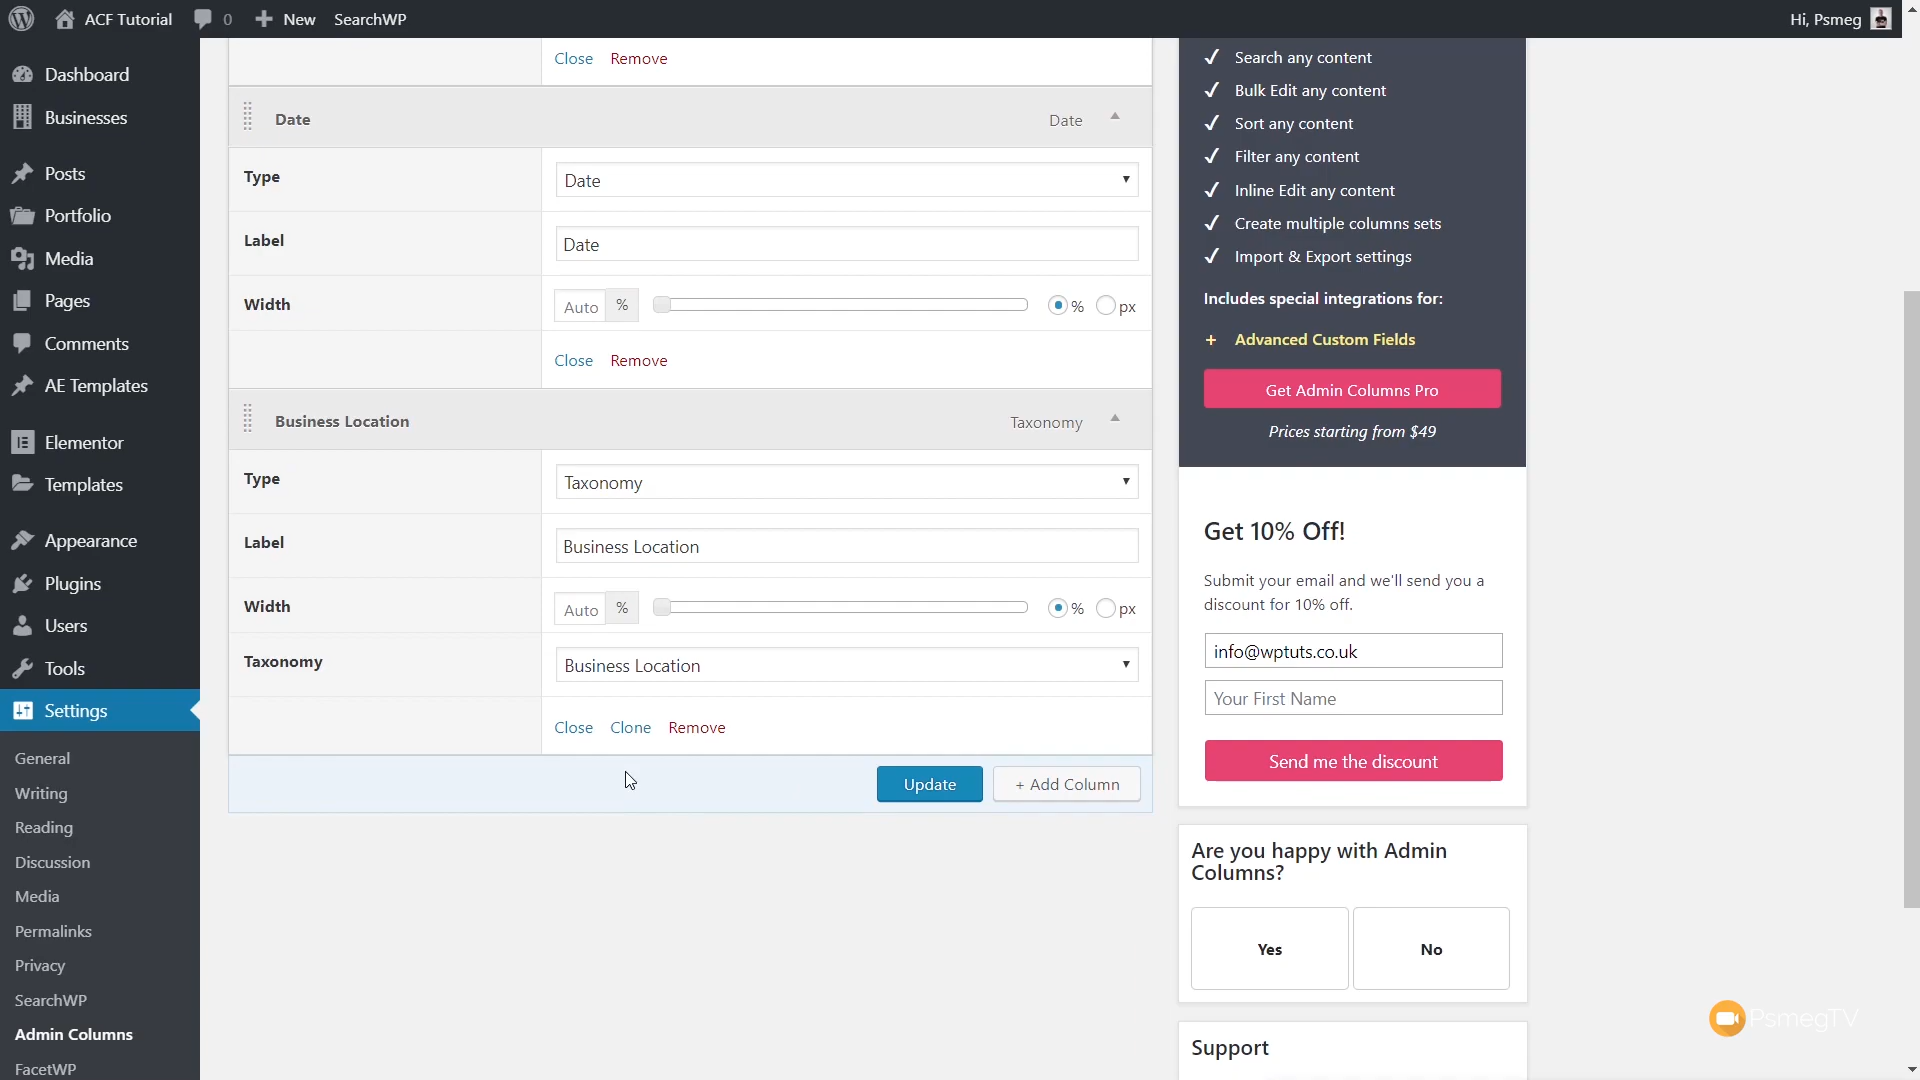 ACF Tutorial
0
New
SearchWP
Hi, Psmeg
Dashboard
Businesses
Posts
Portfolio
Media
Pages
Comments
AE Templates
Elementor
Templates
Appearance
Plugins
Users
Tools
Settings
General
Writing
Reading
Discussion
Media
Permalinks
Privacy
SearchWP
Admin Columns
FacetWP
Close Remove
Date Date
Type Date
Label Date
Width Auto % % px
Close Remove
Business Location Taxonomy
Type Taxonomy
Label Business Location
Width Auto % % px
Taxonomy Business Location
Close Clone Remove
Update + Add Column
✓ Search any content
✓ Bulk Edit any content
✓ Sort any content
✓ Filter any content
✓ Inline Edit any content
✓ Create multiple columns sets
✓ Import & Export settings
Includes special integrations for:
+ Advanced Custom Fields
Get Admin Columns Pro
Prices starting from $49
Get 10% Off!
Submit your email and we'll send you a
discount for 10% off.
info@wptuts.co.uk
Your First Name
Send me the discount
Are you happy with Admin
Columns?
Yes No
Support
PsmegTV